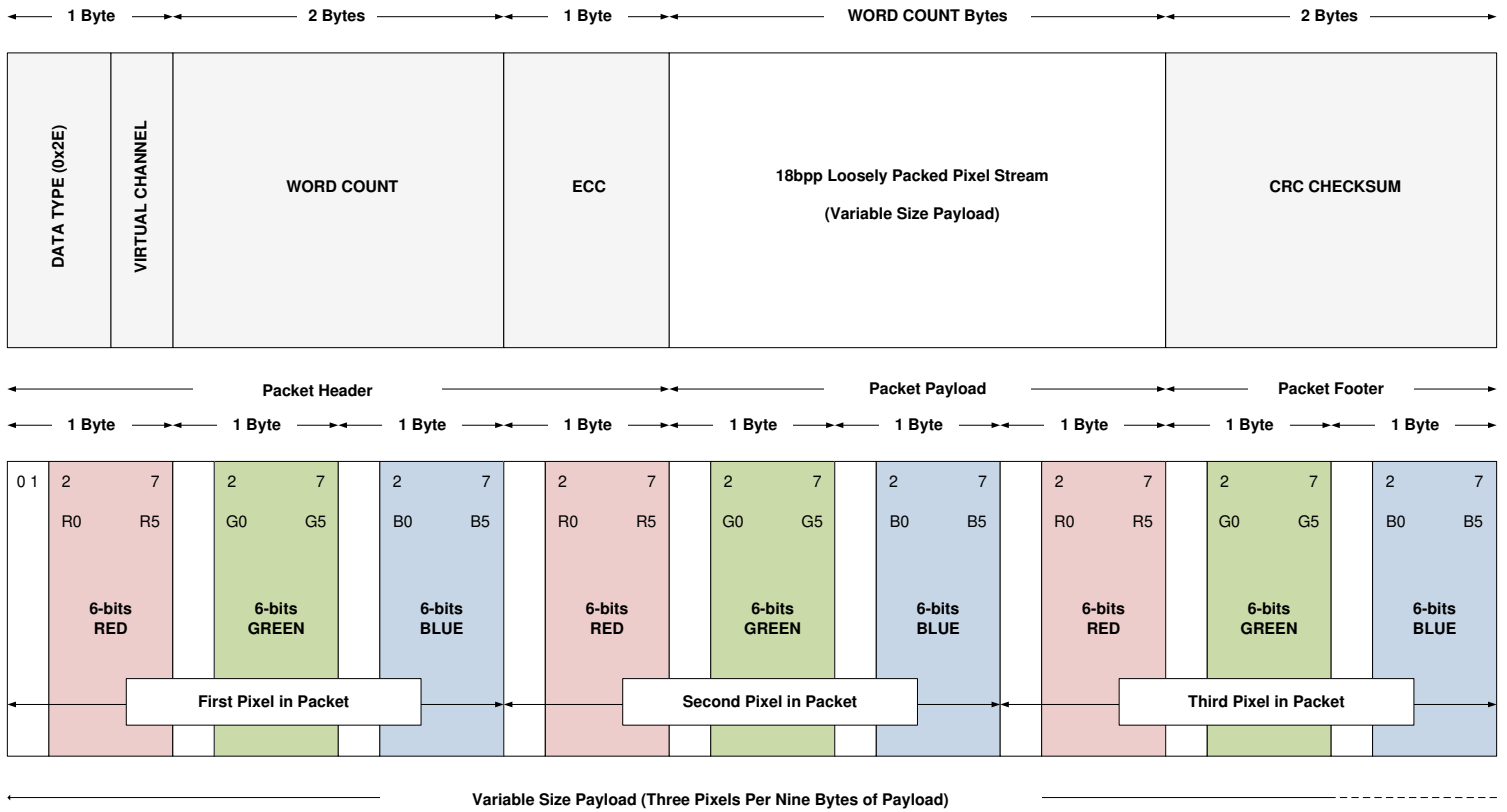 1 Byte 2 Bytes 1 Byte WORD COUNT Bytes 2 Bytes
DATA TYPE (0x2E)
VIRTUAL CHANNEL
WORD COUNT
ECC
18bpp Loosely Packed Pixel Stream
(Variable Size Payload)
CRC CHECKSUM
Packet Header Packet Payload Packet Footer
1 Byte 1 Byte 1 Byte 1 Byte 1 Byte 1 Byte 1 Byte 1 Byte 1 Byte
0 1 2 7 2 7 2 7 2 7 2 7 2 7 2 7 2 7 2 7
R0 R5 G0 G5 B0 B5 R0 R5 G0 G5 B0 B5 R0 R5 G0 G5 B0 B5
6-bits 6-bits 6-bits 6-bits 6-bits 6-bits 6-bits 6-bits 6-bits
RED GREEN BLUE RED GREEN BLUE RED GREEN BLUE
First Pixel in Packet Second Pixel in Packet Third Pixel in Packet
Variable Size Payload (Three Pixels Per Nine Bytes of Payload)